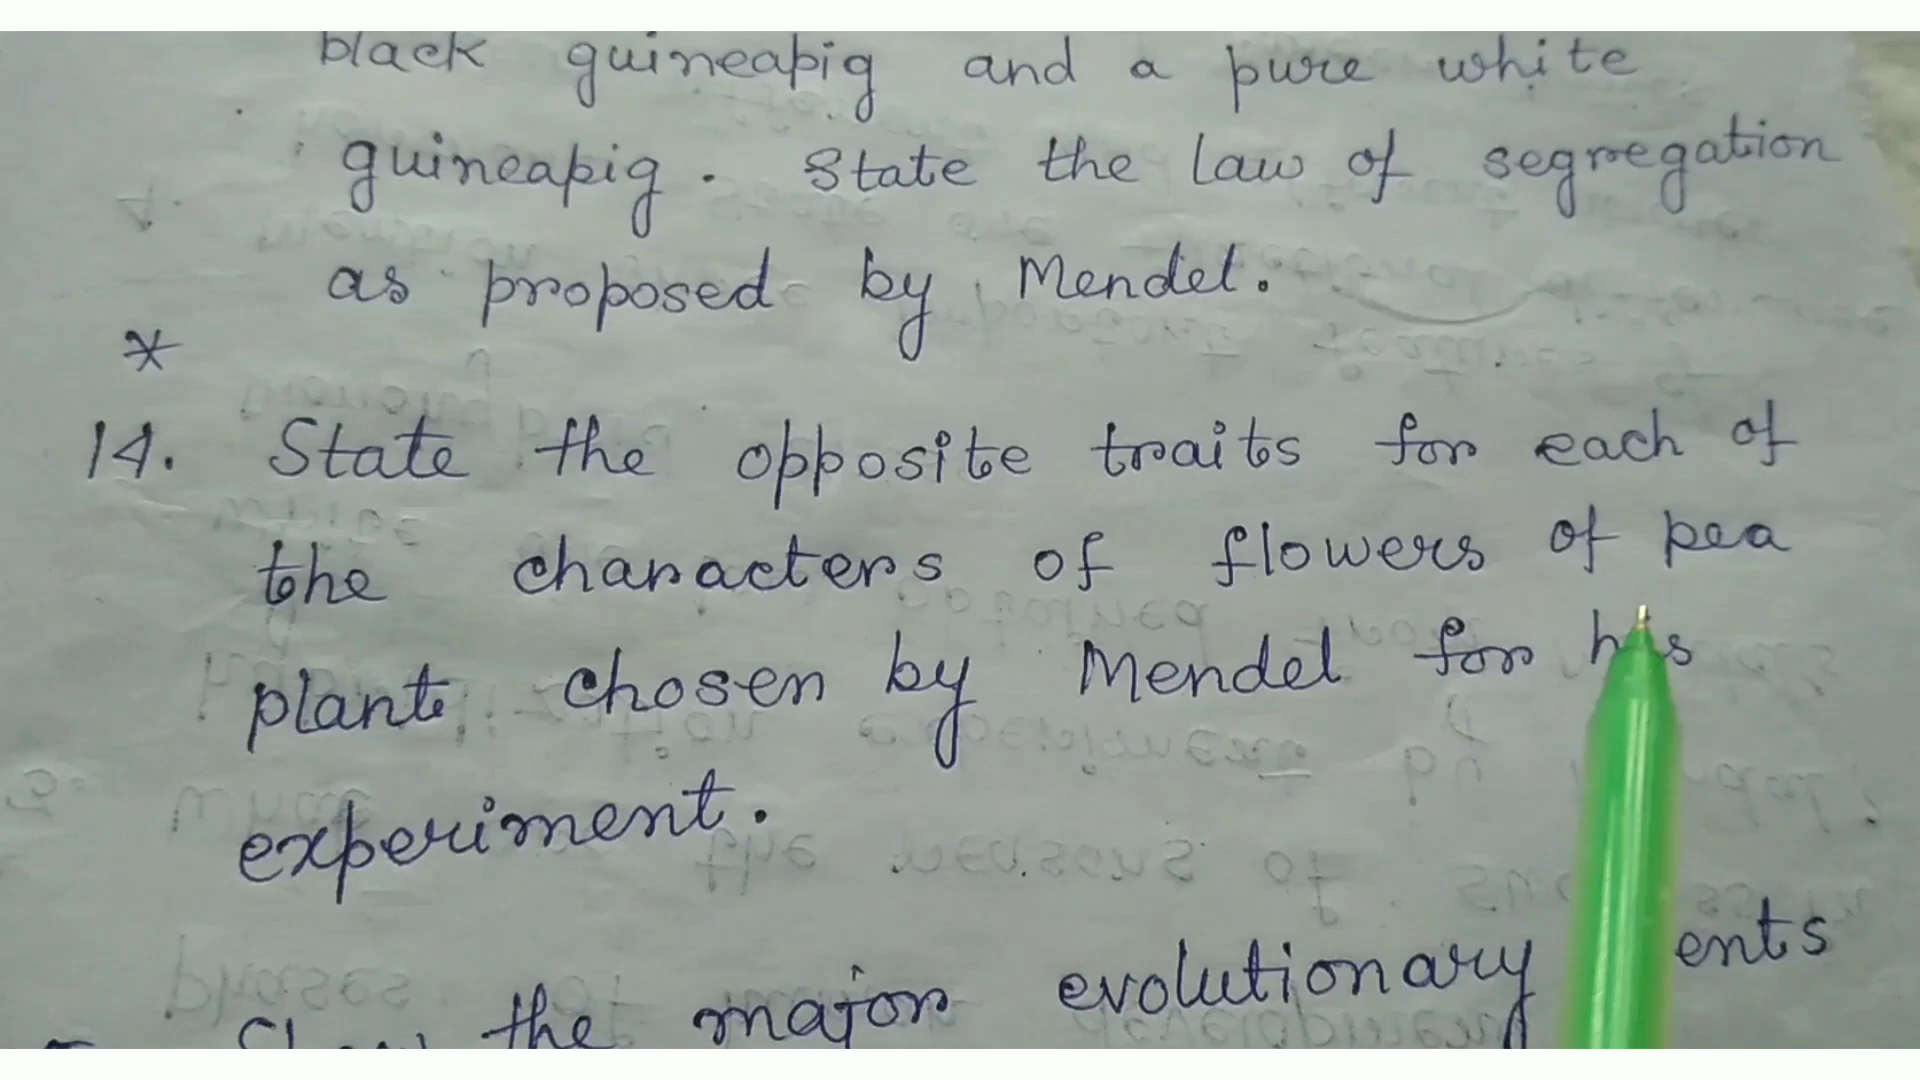 black guineapig and a pure white
guineapig. State the law of segregation
as proposed by Mendel.
*
14. State the opposite traits for each of
the characters of flowers of pea
plant chosen by Mendel for his
experiment.
the major evolutionary